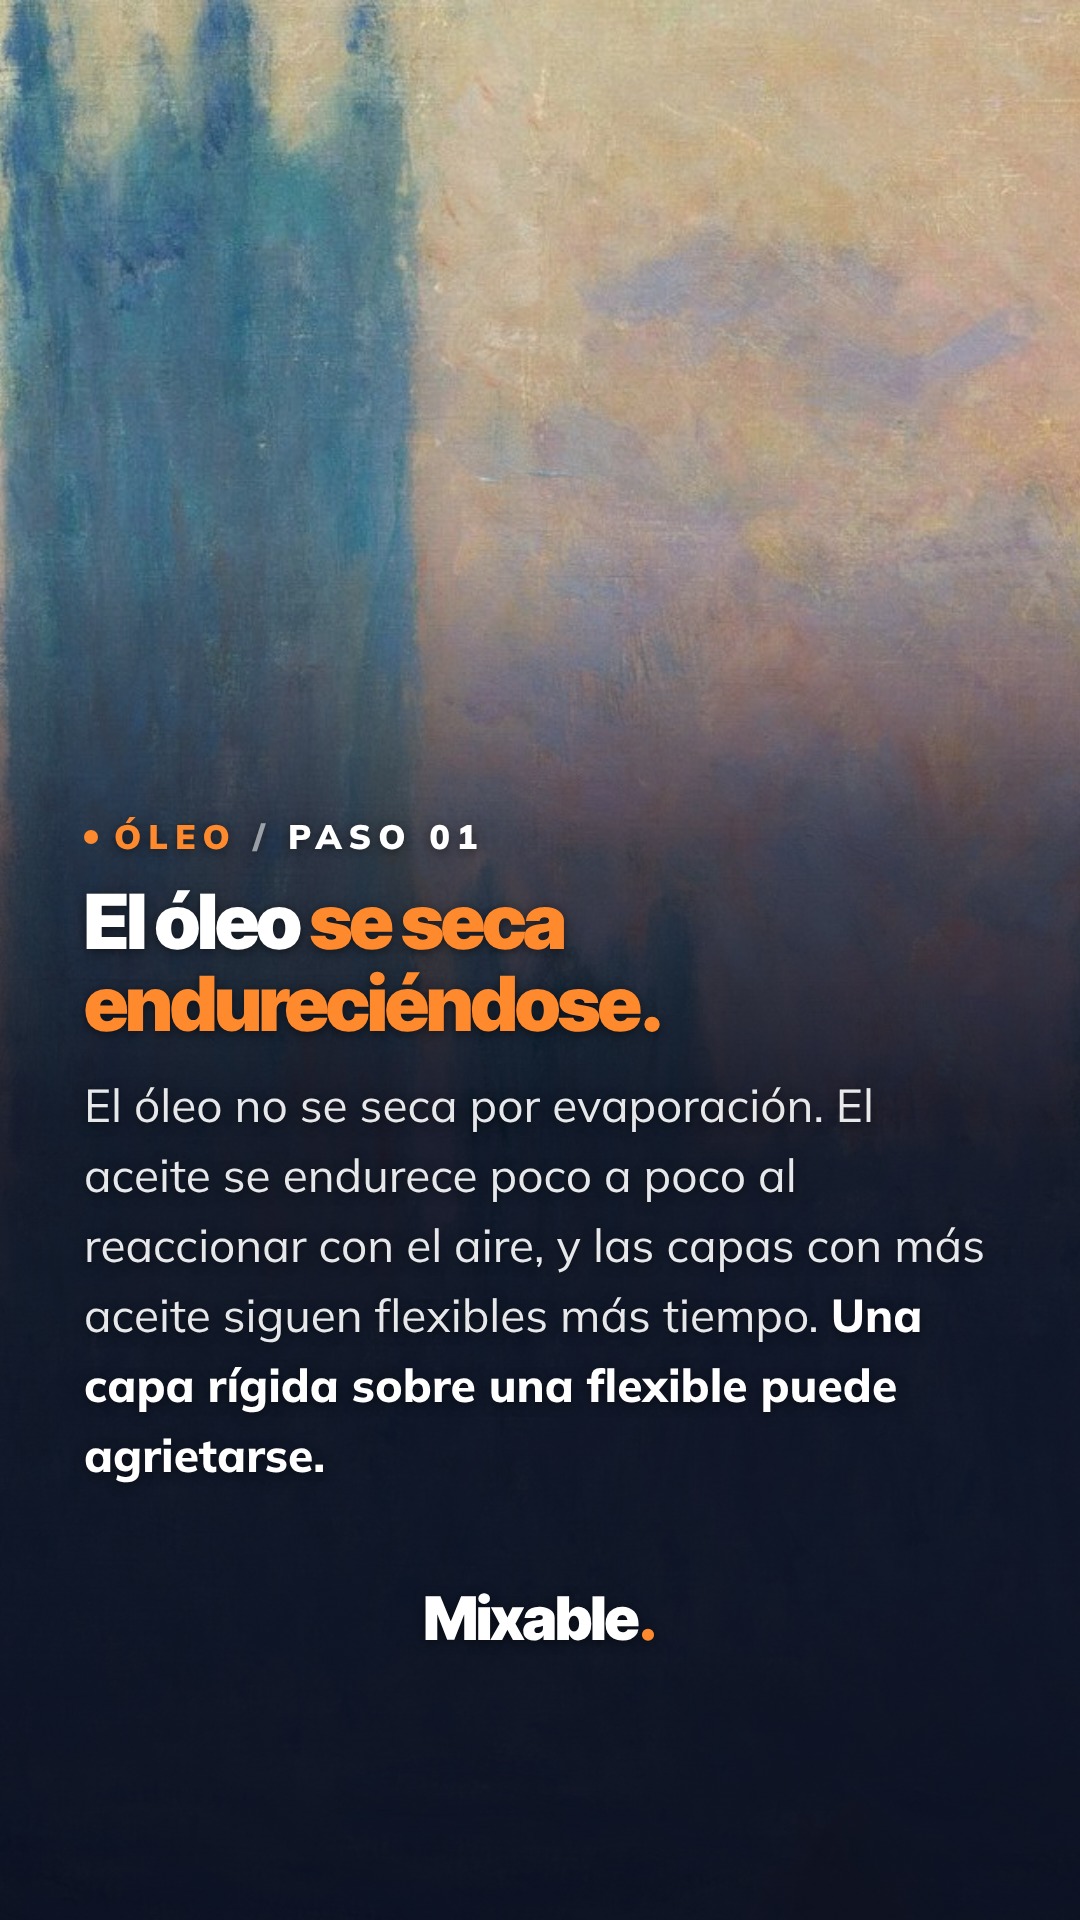 • ÓLEO / PASO 01
El óleo se seca
endureciéndose.
El óleo no se seca por evaporación. El
aceite se endurece poco a poco al
reaccionar con el aire, y las capas con más
aceite siguen flexibles más tiempo. Una
capa rígida sobre una flexible puede
agrietarse.
Mixable.